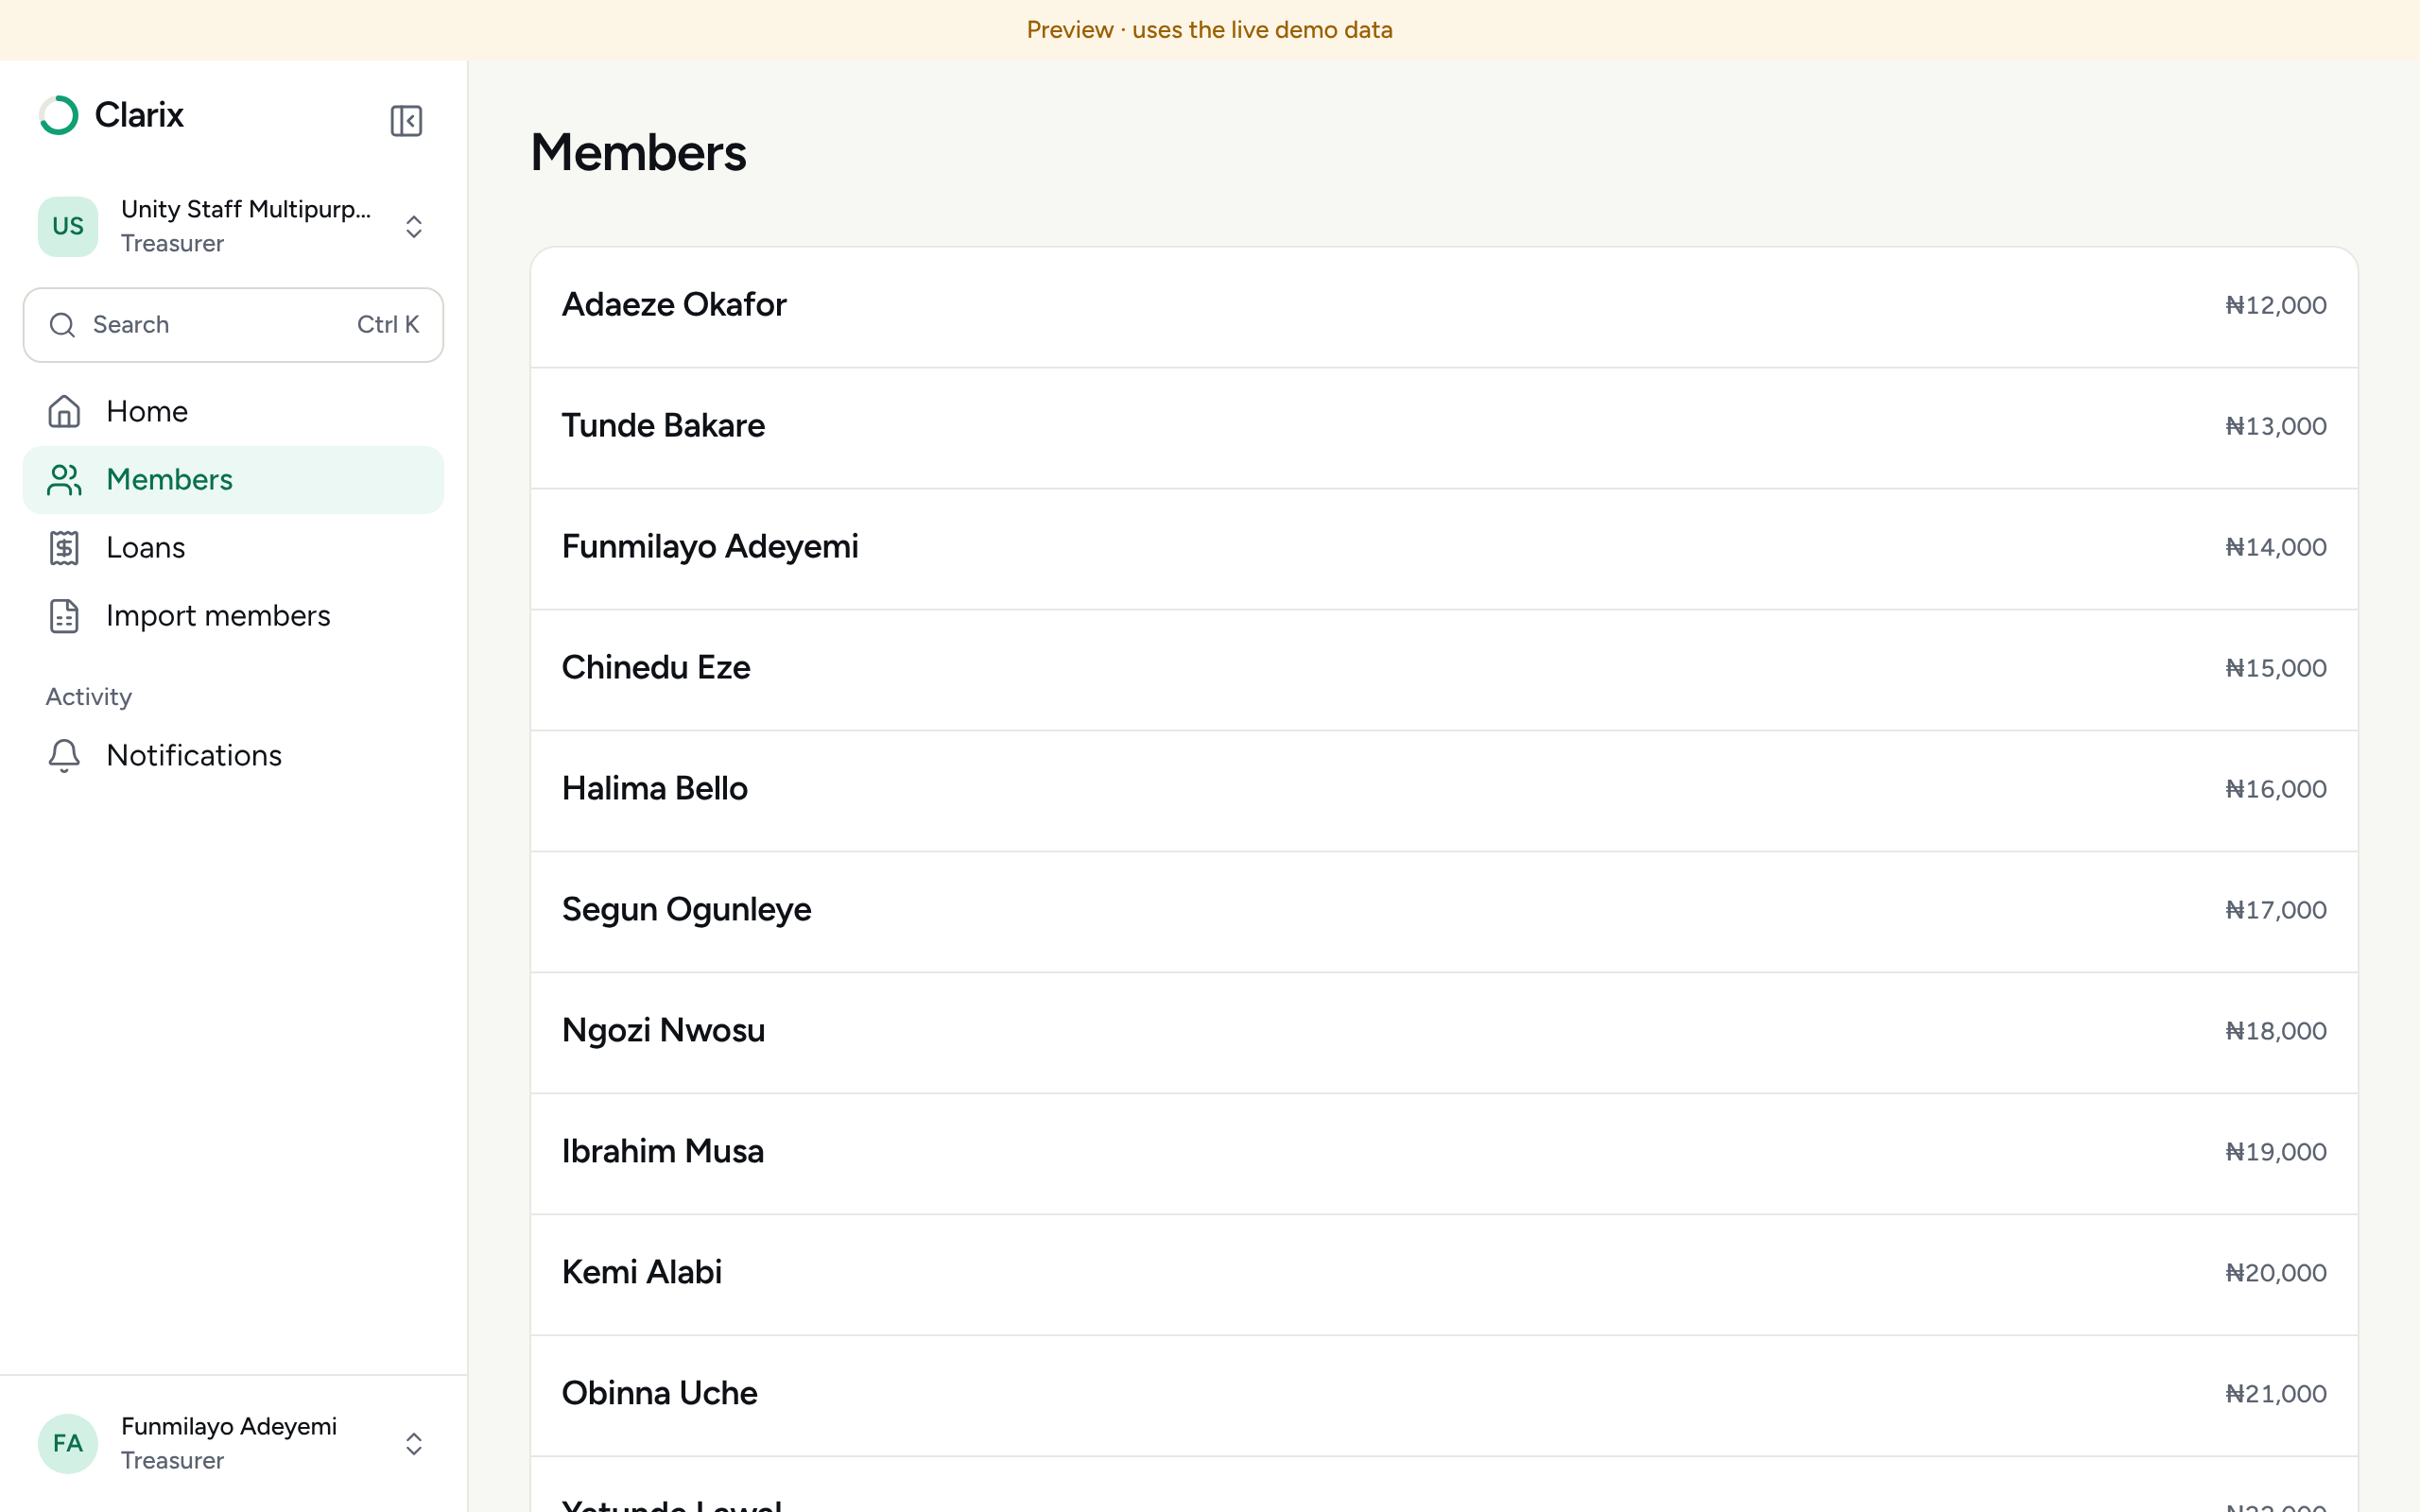 Preview · uses the live demo data
Clarix
US
Unity Staff Multipurp...
Treasurer
Search
Ctrl K
Home
Members
Loans
Import members
Activity
Notifications
FA
Funmilayo Adeyemi
Treasurer
Members
Adaeze Okafor
₦12,000
Tunde Bakare
₦13,000
Funmilayo Adeyemi
₦14,000
Chinedu Eze
₦15,000
Halima Bello
₦16,000
Segun Ogunleye
₦17,000
Ngozi Nwosu
₦18,000
Ibrahim Musa
₦19,000
Kemi Alabi
₦20,000
Obinna Uche
₦21,000
Yetunde Lawal